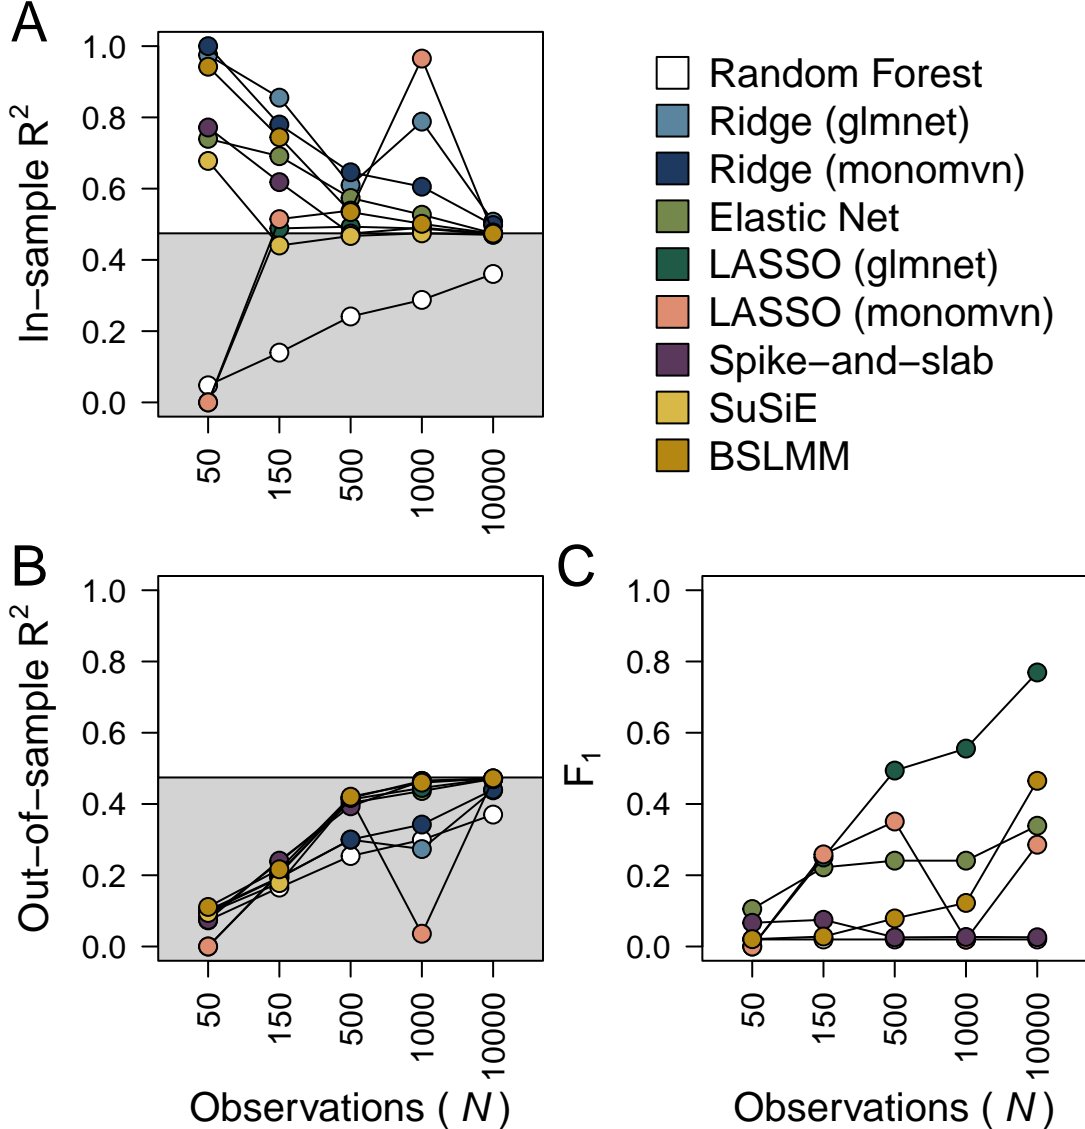 A
In−sample R2
1.0
0.8
0.6
0.4
0.2
0.0
50
150
500
1000
10000
Random Forest
Ridge (glmnet)
Ridge (monomvn)
Elastic Net
LASSO (glmnet)
LASSO (monomvn)
Spike−and−slab
SuSiE
BSLMM
B
Out−of−sample R2
1.0
0.8
0.6
0.4
0.2
0.0
50
150
500
1000
10000
Observations ( N )
C
F1
1.0
0.8
0.6
0.4
0.2
0.0
50
150
500
1000
10000
Observations ( N )